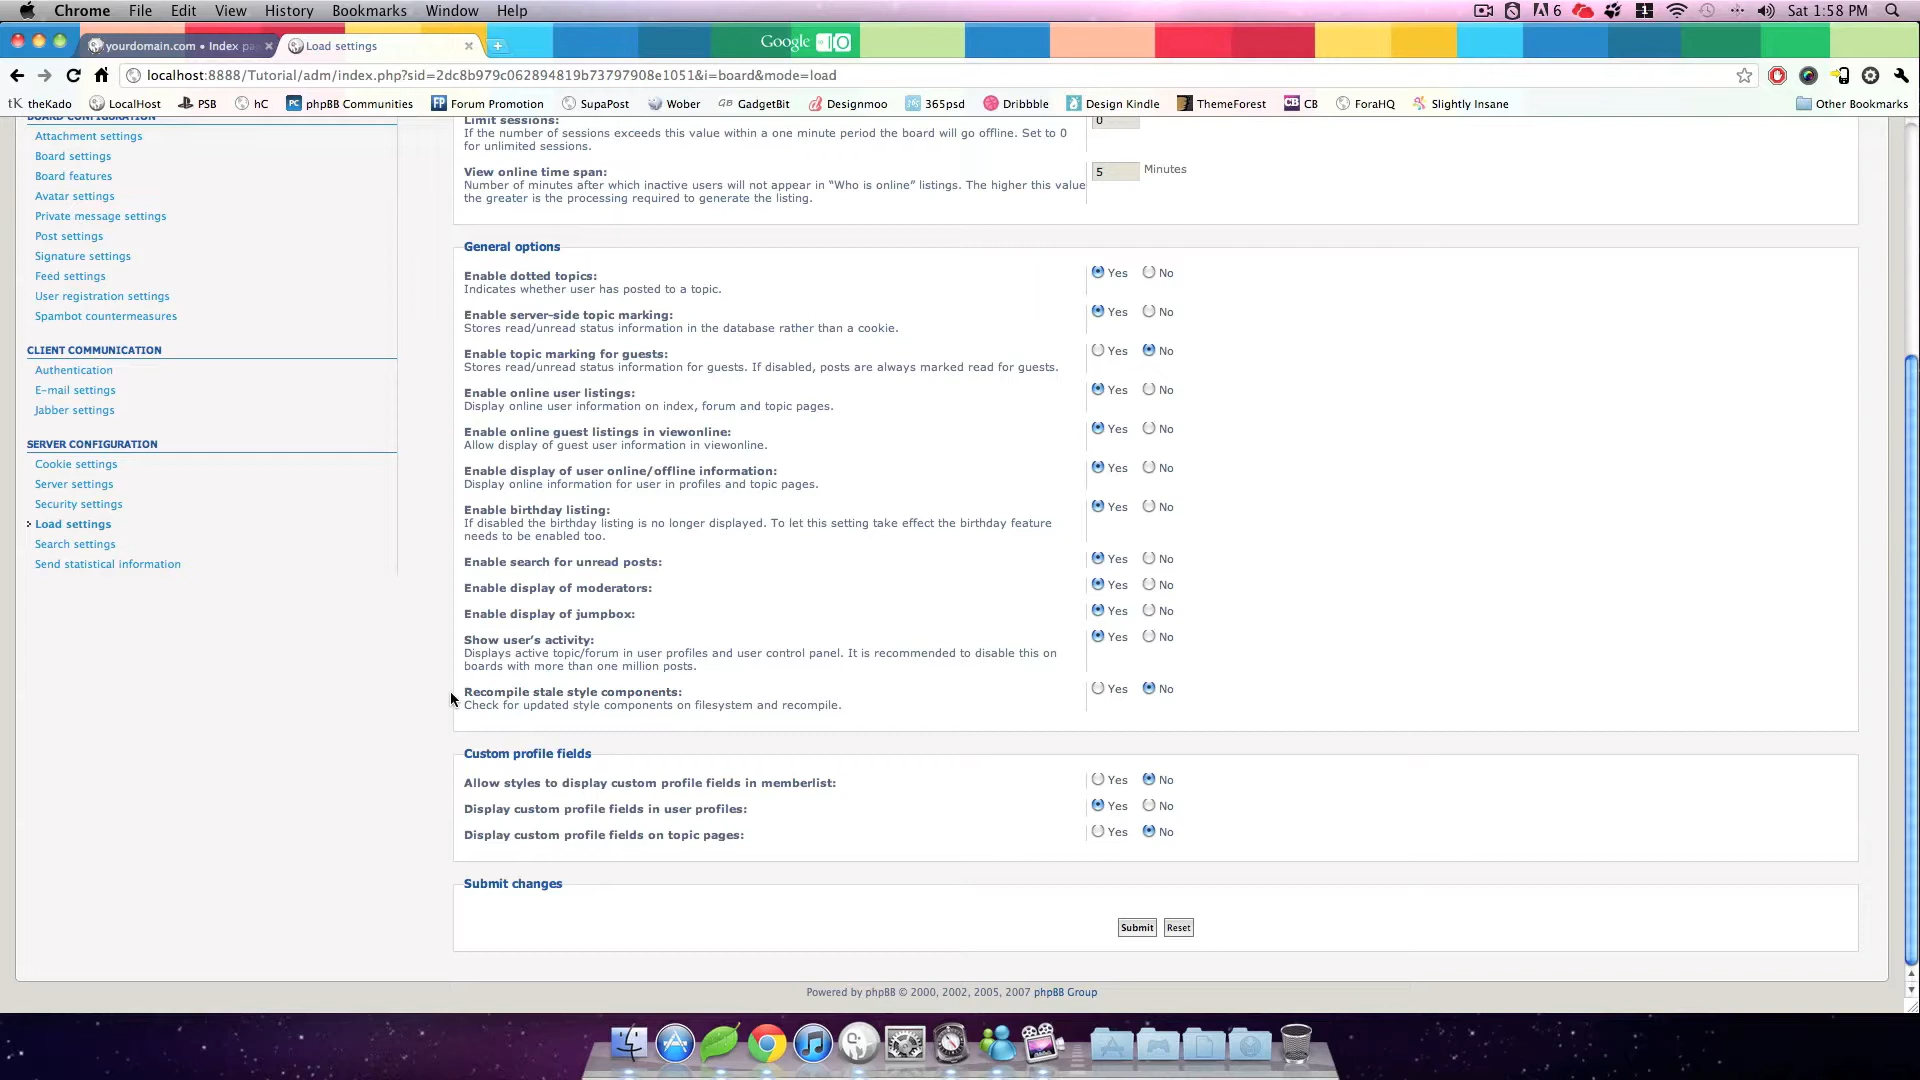 Chrome File Edit View History Bookmarks Window Help 6 1 Sat 1:58 PM
yourdomain.com • Index pa
Load settings
Google IO
localhost:8888/Tutorial/adm/index.php?sid=2dc8b979c062894819b73797908e1051&i=board&mode=load
tK theKado LocalHost PSB hC PC phpBB Communities FP Forum Promotion SupaPost Wober GB GadgetBit Designmoo 365psd Dribbble Design Kindle ThemeForest CB CB ForaHQ Slightly Insane Other Bookmarks
BOARD CONFIGURATION
Attachment settings
Board settings
Board features
Avatar settings
Private message settings
Post settings
Signature settings
Feed settings
User registration settings
Spambot countermeasures
CLIENT COMMUNICATION
Authentication
E-mail settings
Jabber settings
SERVER CONFIGURATION
Cookie settings
Server settings
Security settings
Load settings
Search settings
Send statistical information
Limit sessions: 0
If the number of sessions exceeds this value within a one minute period the board will go offline. Set to 0
for unlimited sessions.
View online time span: 5 Minutes
Number of minutes after which inactive users will not appear in “Who is online” listings. The higher this value
the greater is the processing required to generate the listing.
General options
Enable dotted topics: Yes No
Indicates whether user has posted to a topic.
Enable server-side topic marking: Yes No
Stores read/unread status information in the database rather than a cookie.
Enable topic marking for guests: Yes No
Stores read/unread status information for guests. If disabled, posts are always marked read for guests.
Enable online user listings: Yes No
Display online user information on index, forum and topic pages.
Enable online guest listings in viewonline: Yes No
Allow display of guest user information in viewonline.
Enable display of user online/offline information: Yes No
Display online information for user in profiles and topic pages.
Enable birthday listing: Yes No
If disabled the birthday listing is no longer displayed. To let this setting take effect the birthday feature
needs to be enabled too.
Enable search for unread posts: Yes No
Enable display of moderators: Yes No
Enable display of jumpbox: Yes No
Show user’s activity: Yes No
Displays active topic/forum in user profiles and user control panel. It is recommended to disable this on
boards with more than one million posts.
Recompile stale style components: Yes No
Check for updated style components on filesystem and recompile.
Custom profile fields
Allow styles to display custom profile fields in memberlist: Yes No
Display custom profile fields in user profiles: Yes No
Display custom profile fields on topic pages: Yes No
Submit changes
Submit Reset
Powered by phpBB © 2000, 2002, 2005, 2007 phpBB Group